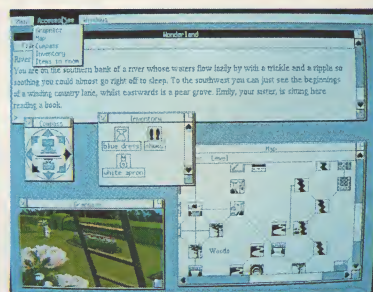 Accessories Windows
Graphics
Map
Compass
Inventory
Items in room
Wonderland
You are on the southern bank of a river whose waters flow lazily by with a trickle and a ripple so
soothing you could almost go right off to sleep. To the southwest you can just see the beginnings
of a winding rambly lane, whilst eastwards is a pear grove. Emily, your sister, is sitting here
reading a book.
>
Compass
Inventory
blue dress
white apron
Graphics
Map
Level
Woods